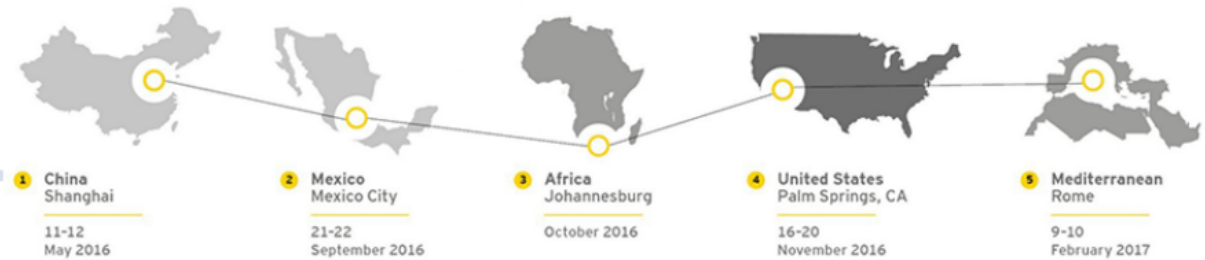 1 China
Shanghai
11-12
May 2016
2 Mexico
Mexico City
21-22
September 2016
3 Africa
Johannesburg
October 2016
4 United States
Palm Springs, CA
16-20
November 2016
5 Mediterranean
Rome
9-10
February 2017